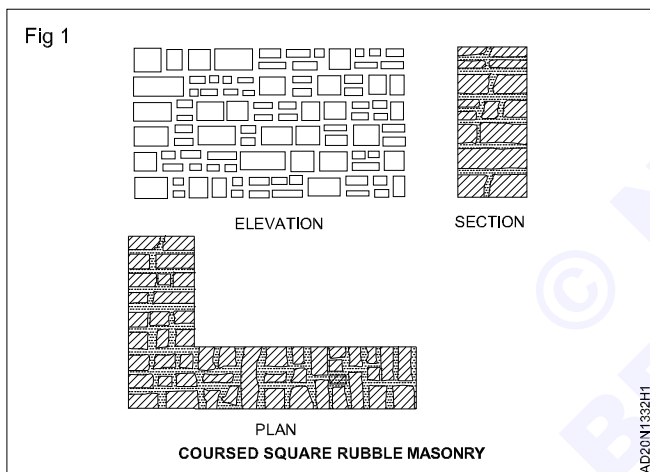 Fig 1
ELEVATION
SECTION
PLAN
COURSED SQUARE RUBBLE MASONRY
AD20N1332H1
©